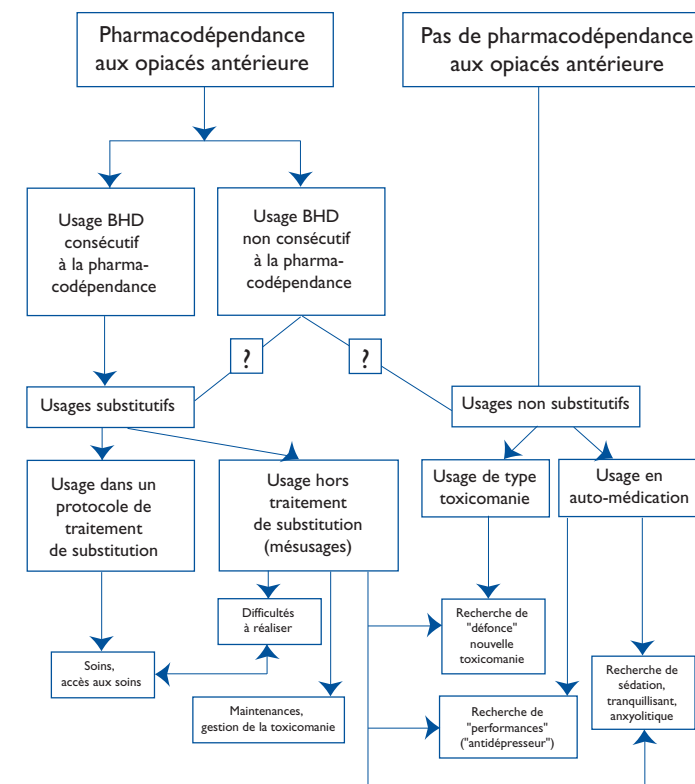 Pharmacodépendance
aux opiacés antérieure
Pas de pharmacodépendance
aux opiacés antérieure
Usage BHD
consécutif
à la pharma-
codépendance
Usage BHD
non consécutif
à la pharma-
codépendance
?
?
Usages substitutifs
Usages non substitutifs
Usage dans un
protocole de
traitement
de substitution
Usage hors
traitement
de substitution
(mésusages)
Usage de type
toxicomanie
Usage en
auto-médication
Difficultés
à réaliser
Recherche de
"défonce"
nouvelle
toxicomanie
Soins,
accès aux soins
Recherche de
sédation,
tranquillisant,
anxyolitique
Maintenances,
gestion de la toxicomanie
Recherche de
"performances"
("antidépresseur")